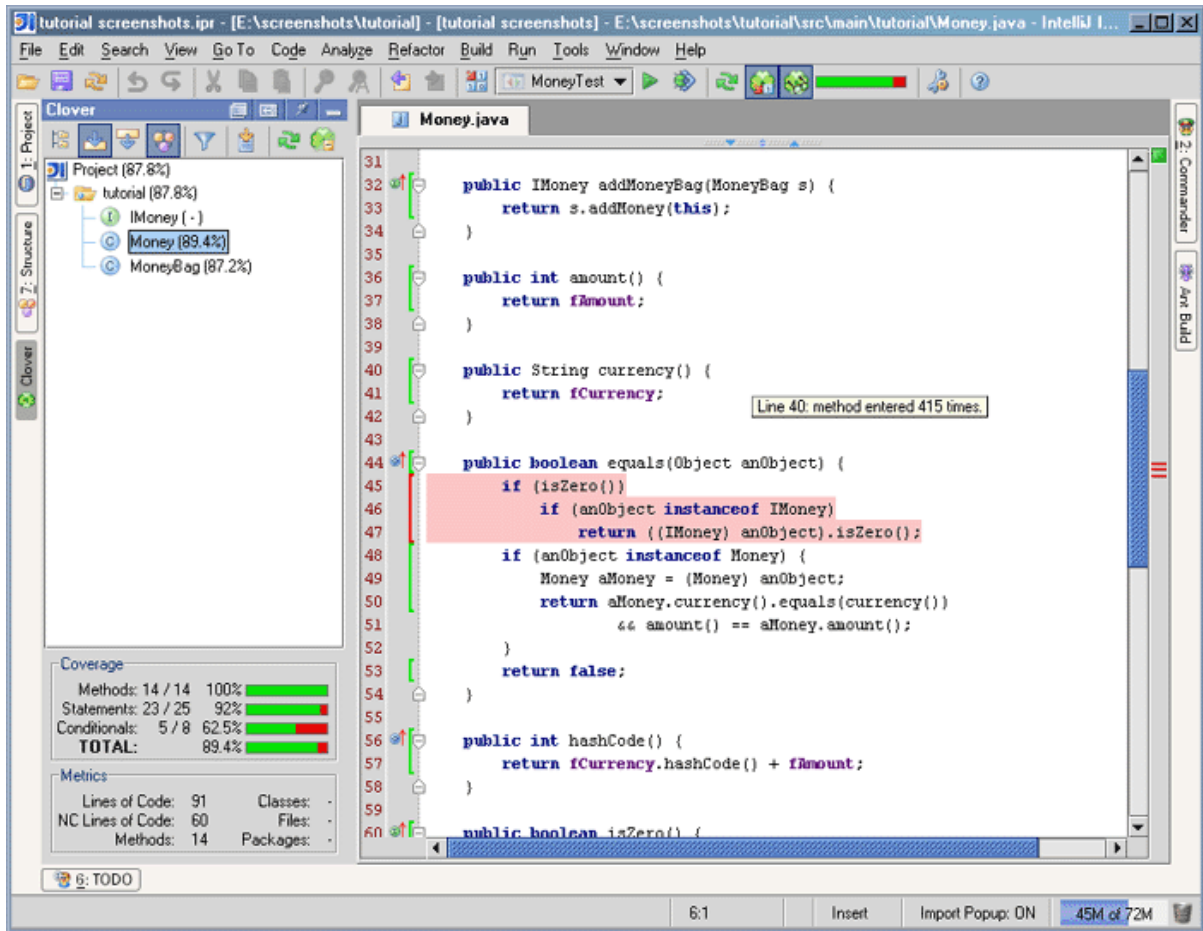 tutorial screenshots.ipr - [E:\screenshots\tutorial] - [tutorial screenshots] - E:\screenshots\tutorial\src\main\tutorial\Money.java - IntelliJ I...
File Edit Search View Go To Code Analyze Refactor Build Run Tools Window Help
MoneyTest
1: Project
7: Structure
Clover
Clover
Project (87.8%)
tutorial (87.8%)
I IMoney ( - )
C Money (89.4%)
C MoneyBag (87.2%)
Coverage
Methods: 14 / 14 100%
Statements: 23 / 25 92%
Conditionals: 5 / 8 62.5%
TOTAL: 89.4%
Metrics
Lines of Code: 91 Classes: -
NC Lines of Code: 60 Files: -
Methods: 14 Packages: -
J Money.java
31
32 public IMoney addMoneyBag(MoneyBag s) {
33 return s.addMoney(this);
34 }
35
36 public int amount() {
37 return fAmount;
38 }
39
40 public String currency() {
41 return fCurrency;
Line 40: method entered 415 times.
42 }
43
44 public boolean equals(Object anObject) {
45 if (isZero())
46 if (anObject instanceof IMoney)
47 return ((IMoney) anObject).isZero();
48 if (anObject instanceof Money) {
49 Money aMoney = (Money) anObject;
50 return aMoney.currency().equals(currency())
51 && amount() == aMoney.amount();
52 }
53 return false;
54 }
55
56 public int hashCode() {
57 return fCurrency.hashCode() + fAmount;
58 }
59
60 public boolean isZero() {
2: Commander
Ant Build
6: TODO
6:1 Insert Import Popup: ON 45M of 72M